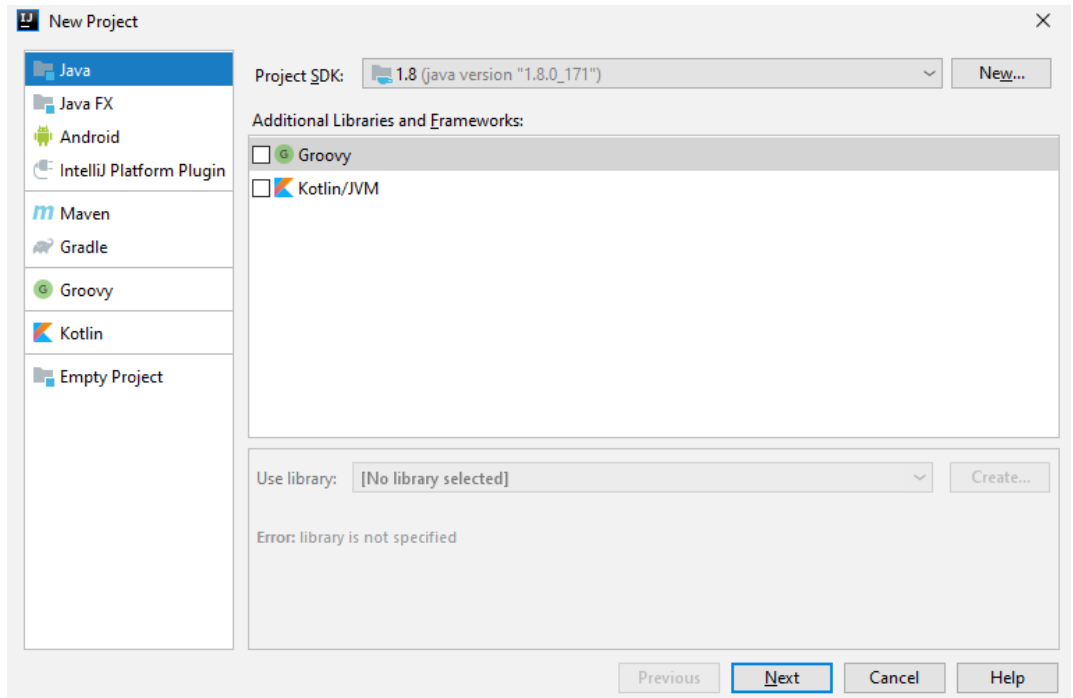 New Project
Java
Java FX
Android
IntelliJ Platform Plugin
Maven
Gradle
Groovy
Kotlin
Empty Project
Project SDK: 1.8 (java version "1.8.0_171") New...
Additional Libraries and Frameworks:
Groovy
Kotlin/JVM
Use library: [No library selected] Create...
Error: library is not specified
Previous Next Cancel Help